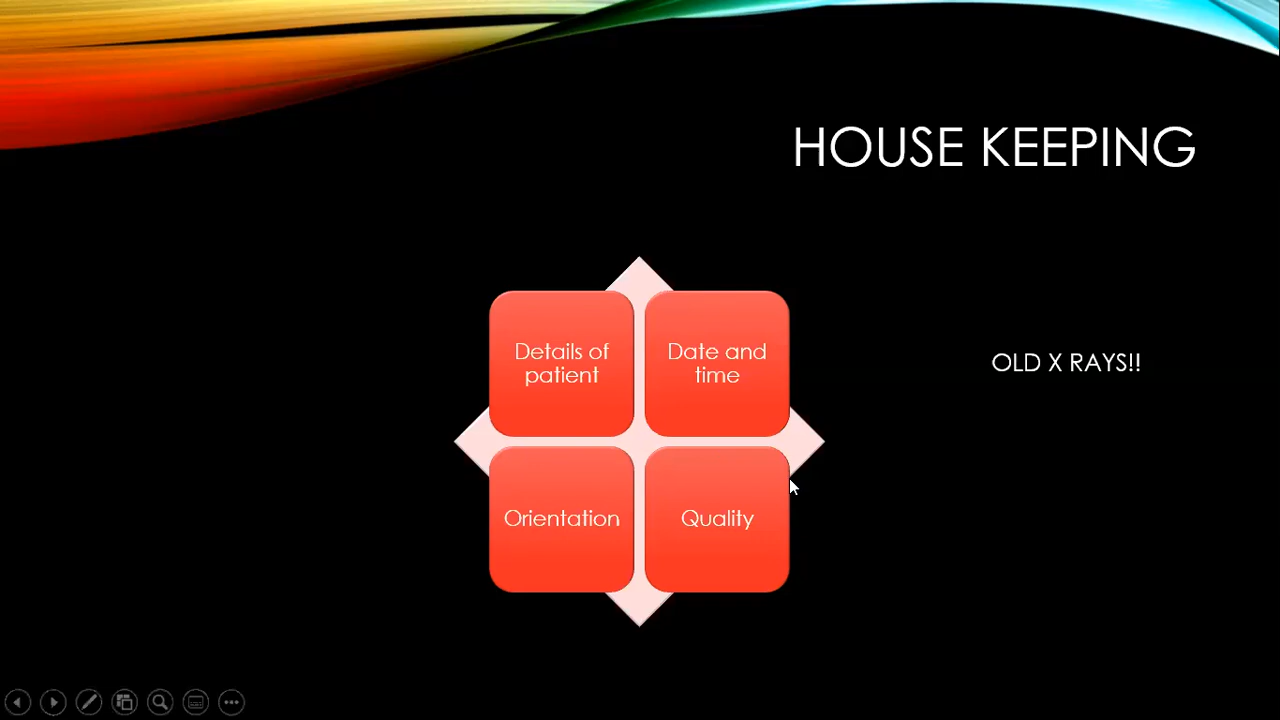 HOUSE KEEPING
Details of
patient
Date and
time
OLD X RAYS!!
Orientation
Quality